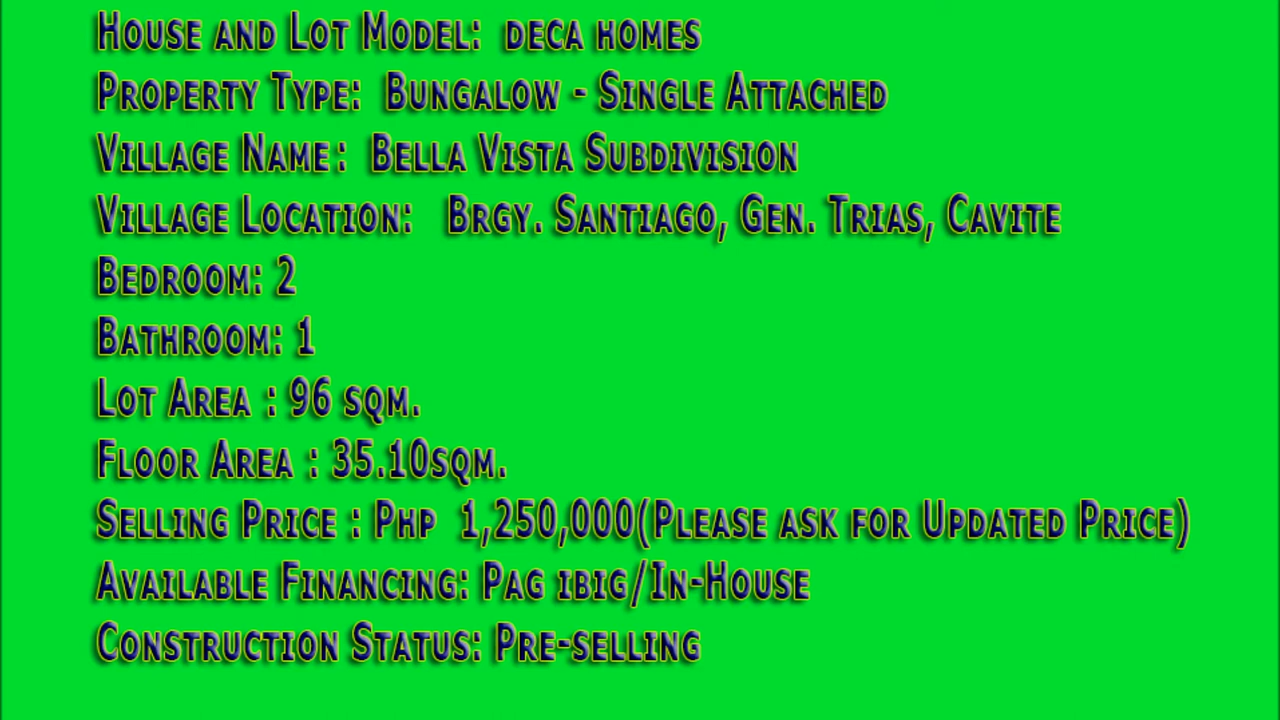 House and Lot Model: deca homes
Property Type: Bungalow - Single Attached
Village Name: Bella Vista Subdivision
Village Location: Brgy. Santiago, Gen. Trias, Cavite
Bedroom: 2
Bathroom: 1
Lot Area : 96 sqm.
Floor Area : 35.10sqm.
Selling Price : Php 1,250,000(Please ask for Updated Price)
Available Financing: Pag ibig/In-House
Construction Status: Pre-selling